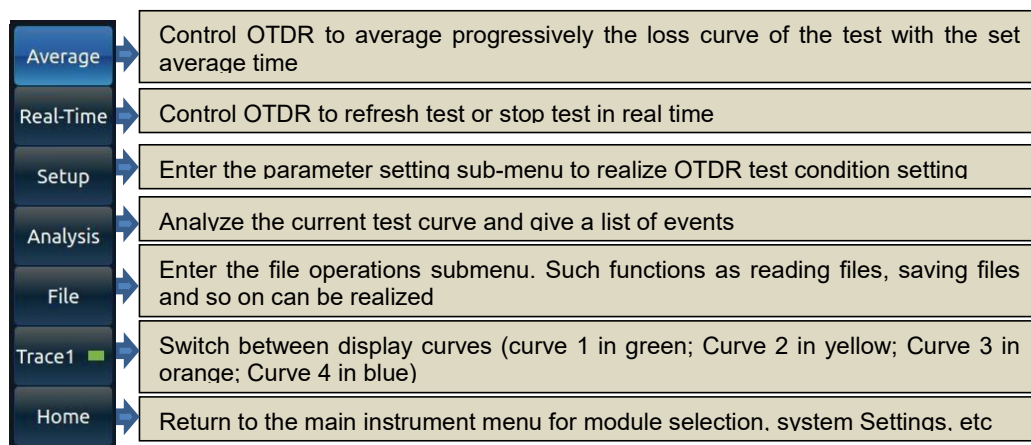 Average
Control OTDR to average progressively the loss curve of the test with the set
average time
Real-Time
Control OTDR to refresh test or stop test in real time
Setup
Enter the parameter setting sub-menu to realize OTDR test condition setting
Analysis
Analyze the current test curve and give a list of events
File
Enter the file operations submenu. Such functions as reading files, saving files
and so on can be realized
Trace1
Switch between display curves (curve 1 in green; Curve 2 in yellow; Curve 3 in
orange; Curve 4 in blue)
Home
Return to the main instrument menu for module selection, system Settings, etc